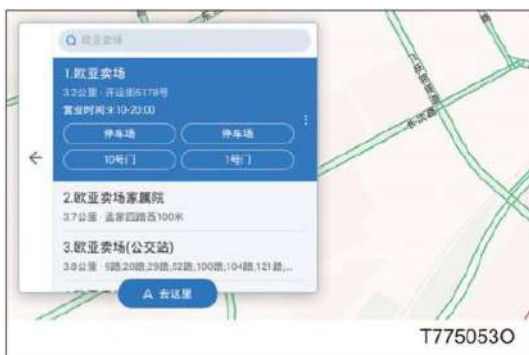 欧亚卖场
1.欧亚卖场
3.2公里·开运街5178号
营业时间:9:10-20:00
停车场 停车场
10号门 1号门
2.欧亚卖场家属院
3.7公里·孟家四路西100米
3.欧亚卖场(公交站)
3.8公里·9路,20路,29路,52路,100路,104路,121路,...
去这里
T775053O